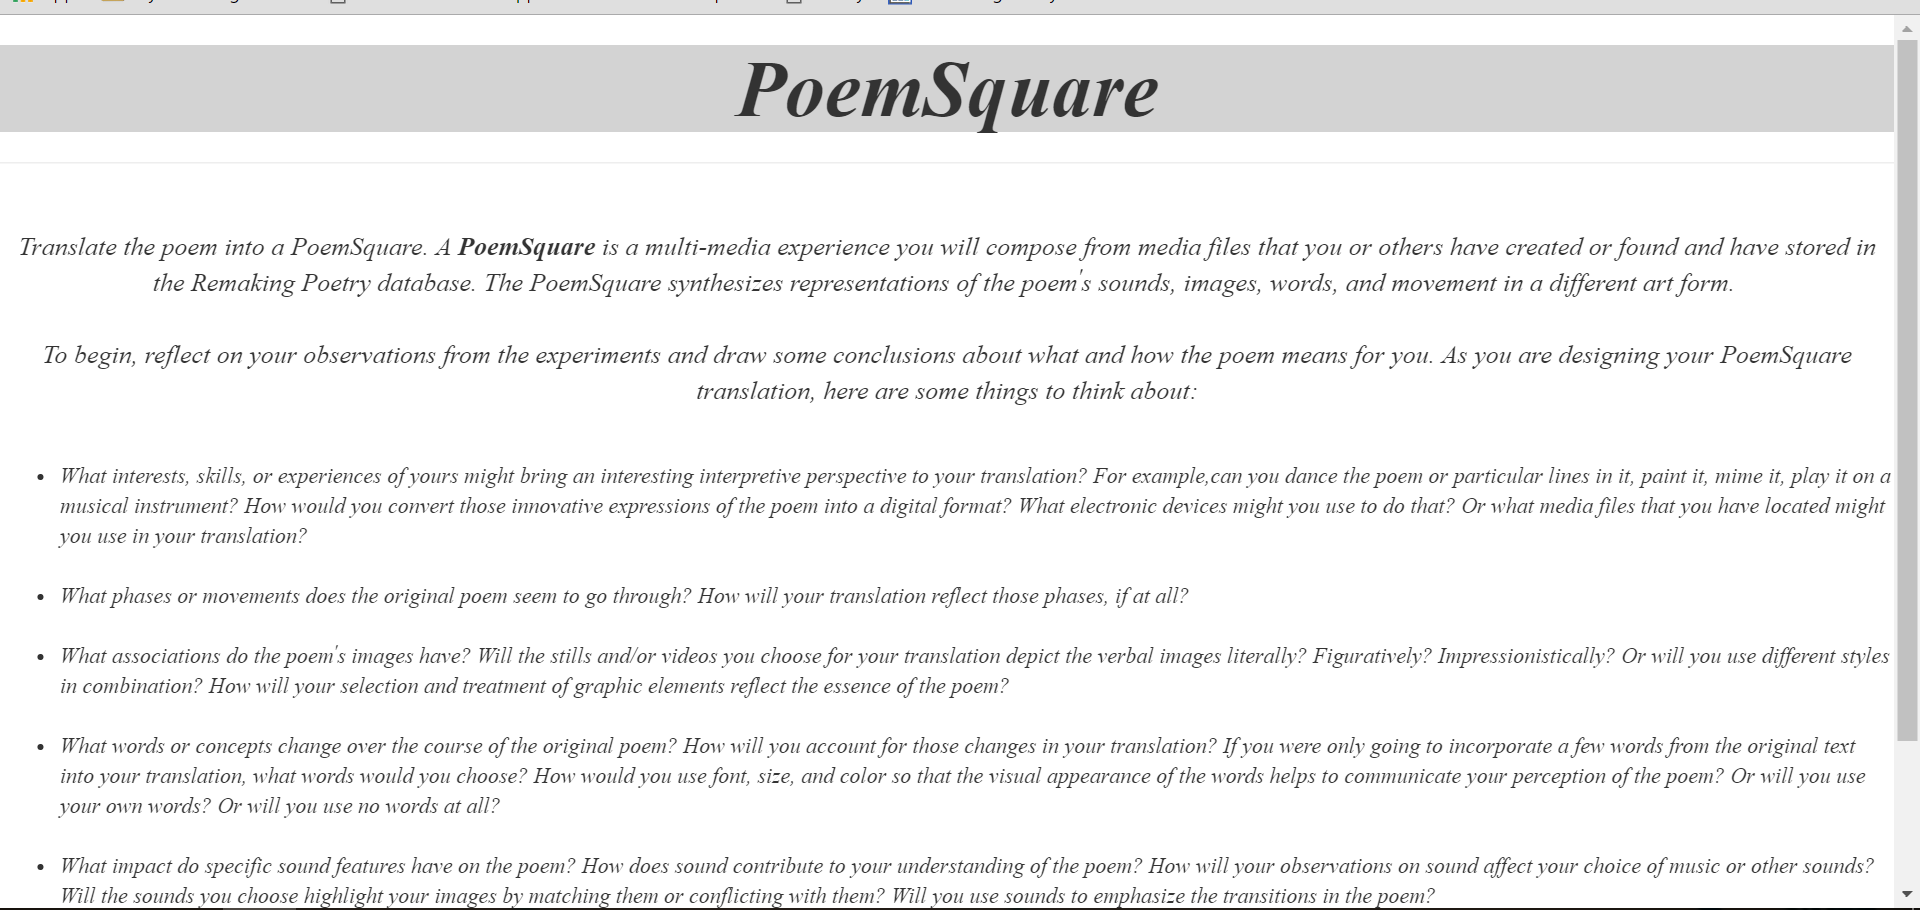 PoemSquare
Translate the poem into a PoemSquare. A PoemSquare is a multi-media experience you will compose from media files that you or others have created or found and have stored in
the Remaking Poetry database. The PoemSquare synthesizes representations of the poem's sounds, images, words, and movement in a different art form.
To begin, reflect on your observations from the experiments and draw some conclusions about what and how the poem means for you. As you are designing your PoemSquare
translation, here are some things to think about:
• What interests, skills, or experiences of yours might bring an interesting interpretive perspective to your translation? For example,can you dance the poem or particular lines in it, paint it, mime it, play it on a
musical instrument? How would you convert those innovative expressions of the poem into a digital format? What electronic devices might you use to do that? Or what media files that you have located might
you use in your translation?
• What phases or movements does the original poem seem to go through? How will your translation reflect those phases, if at all?
• What associations do the poem's images have? Will the stills and/or videos you choose for your translation depict the verbal images literally? Figuratively? Impressionistically? Or will you use different styles
in combination? How will your selection and treatment of graphic elements reflect the essence of the poem?
• What words or concepts change over the course of the original poem? How will you account for those changes in your translation? If you were only going to incorporate a few words from the original text
into your translation, what words would you choose? How would you use font, size, and color so that the visual appearance of the words helps to communicate your perception of the poem? Or will you use
your own words? Or will you use no words at all?
• What impact do specific sound features have on the poem? How does sound contribute to your understanding of the poem? How will your observations on sound affect your choice of music or other sounds?
Will the sounds you choose highlight your images by matching them or conflicting with them? Will you use sounds to emphasize the transitions in the poem?